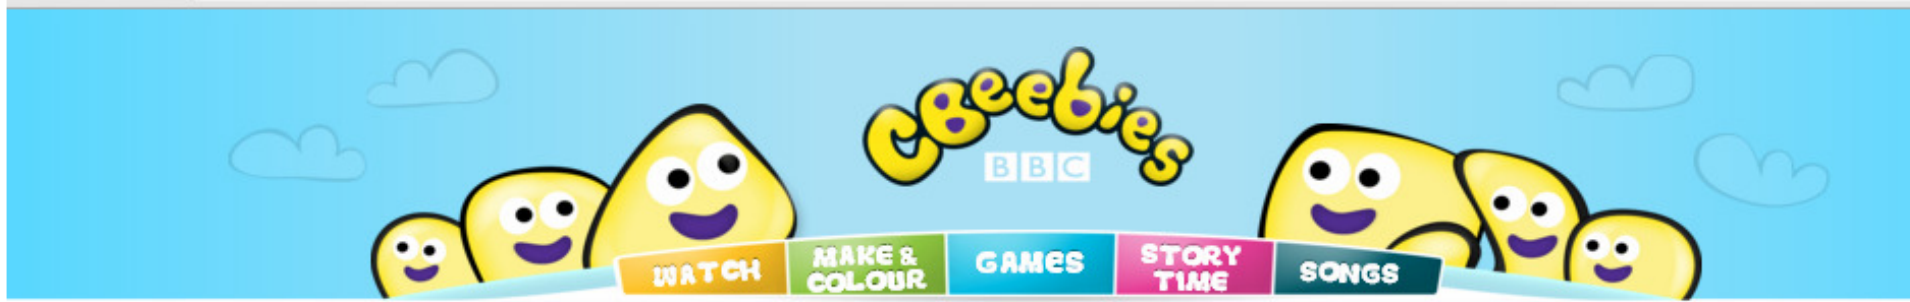 CBeebies
BBC
WATCH
MAKE &
COLOUR
GAMES
STORY
TIME
SONGS